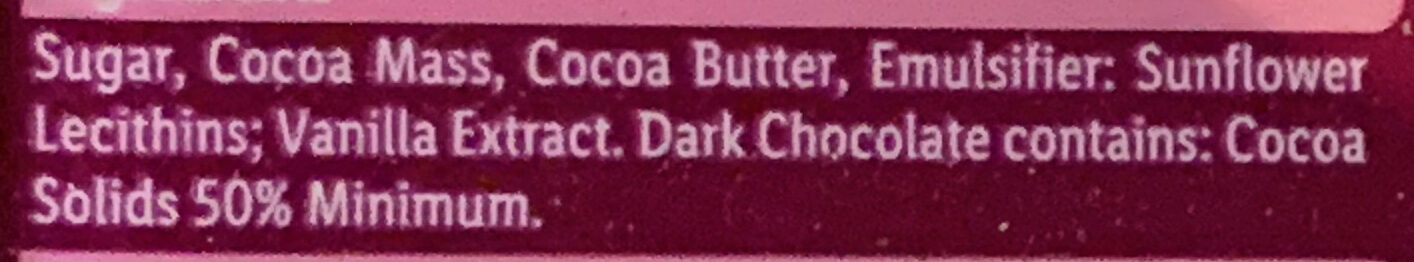 Sugar, Cocoa Mass, Cocoa Butter, Emulsifier: Sunflower
Lecithins; Vanilla Extract. Dark Chocolate contains: Cocoa
Solids 50% Minimum.